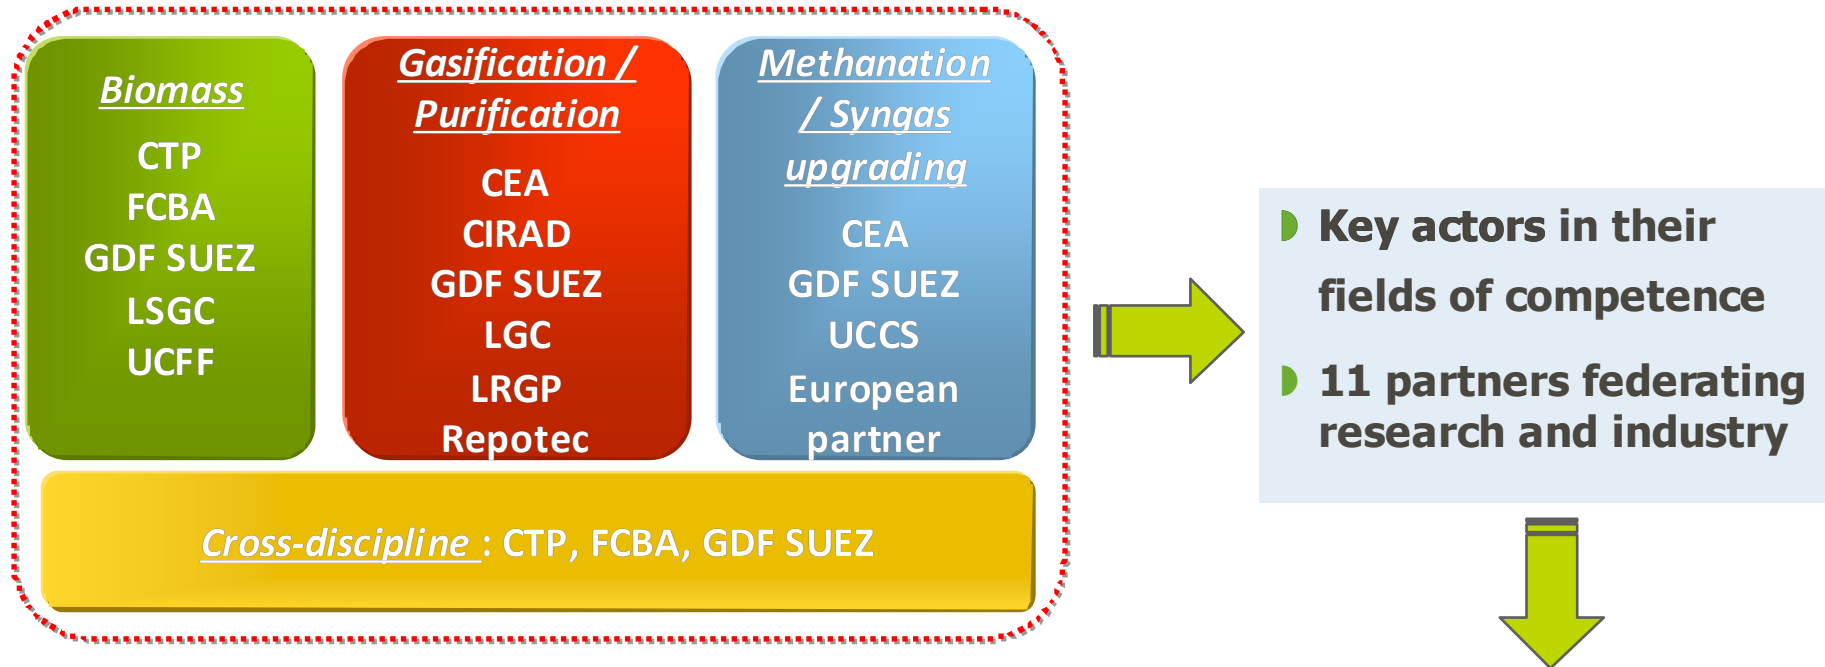 Biomass
CTP
FCBA
GDF SUEZ
LSGC
UCFF
Gasification /
Purification
CEA
CIRAD
GDF SUEZ
LGC
LRGP
Repotec
Methanation
/ Syngas
upgrading
CEA
GDF SUEZ
UCCS
European
partner
Cross-discipline : CTP, FCBA, GDF SUEZ
Key actors in their
fields of competence
11 partners federating
research and industry